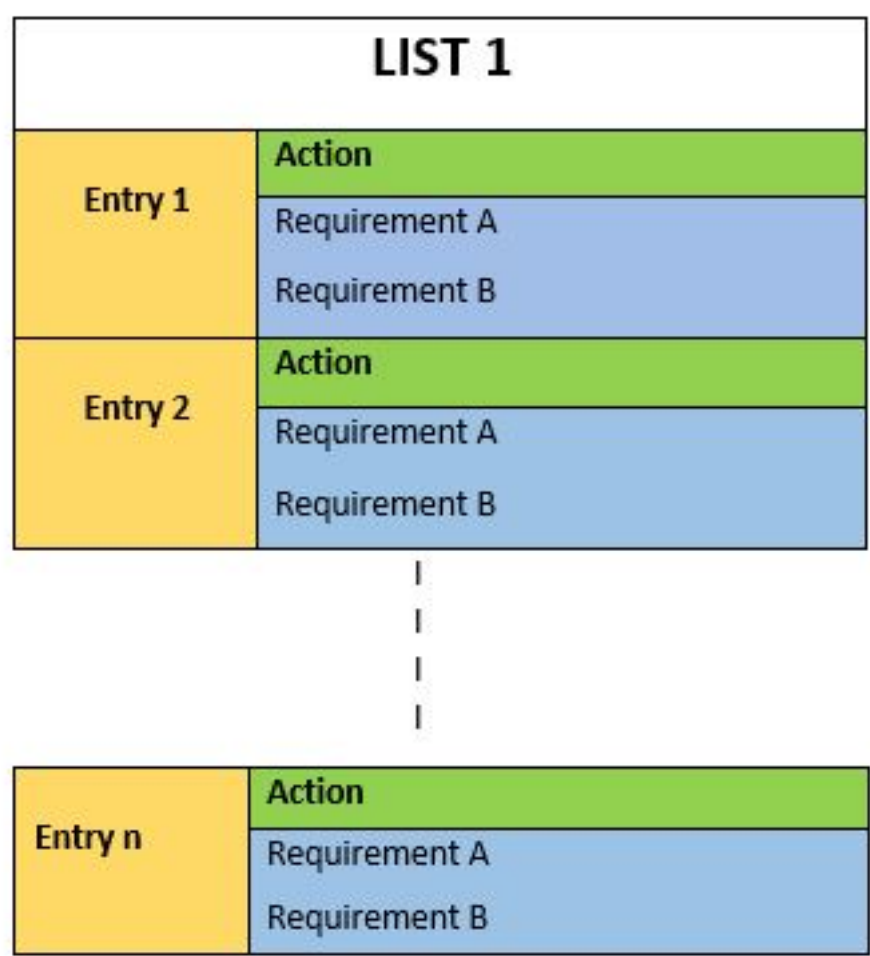 LIST 1
Entry 1
Action
Requirement A
Requirement B
Entry 2
Action
Requirement A
Requirement B
Entry n
Action
Requirement A
Requirement B